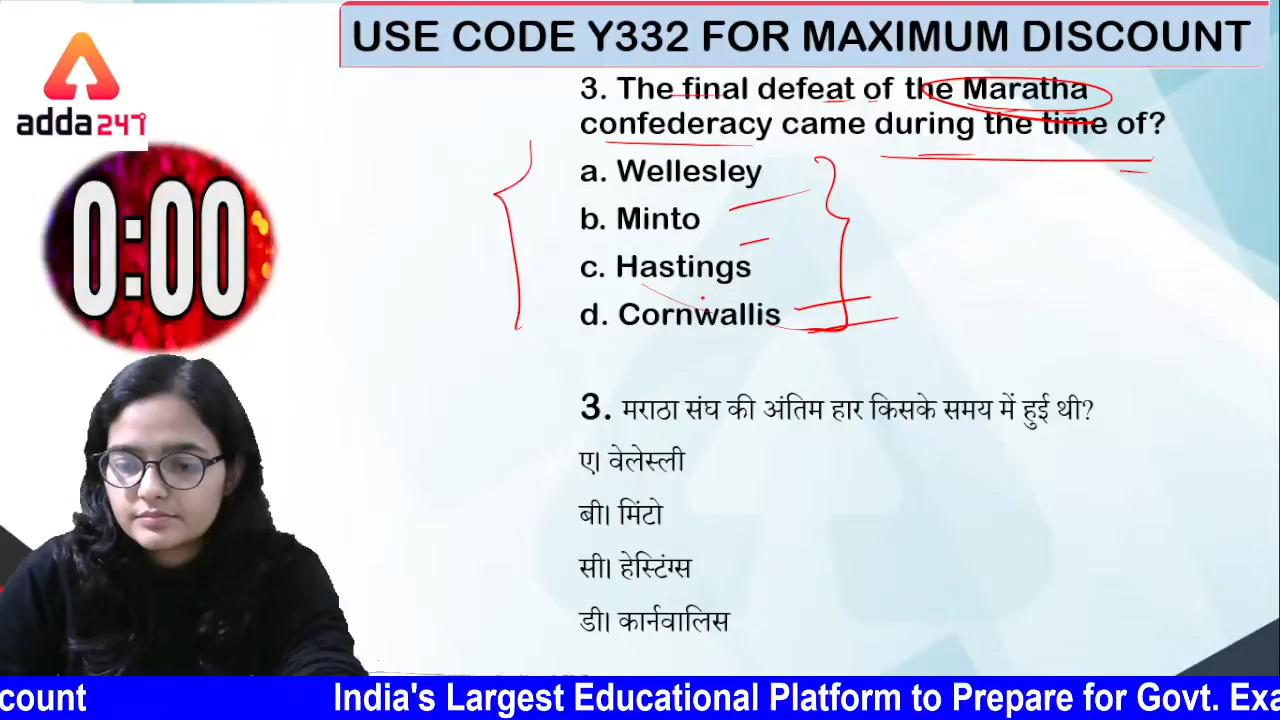 USE CODE Y332 FOR MAXIMUM DISCOUNT
adda247
3. The final defeat of the Maratha
confederacy came during the time of?
a. Wellesley
b. Minto
c. Hastings
d. Cornwallis
0:00
3. मराठा संघ की अंतिम हार किसके समय में हुई थी?
ए। वेलेस्ली
बी। मिंटो
सी। हेस्टिंग्स
डी। कार्नवालिस
count India's Largest Educational Platform to Prepare for Govt. Exa